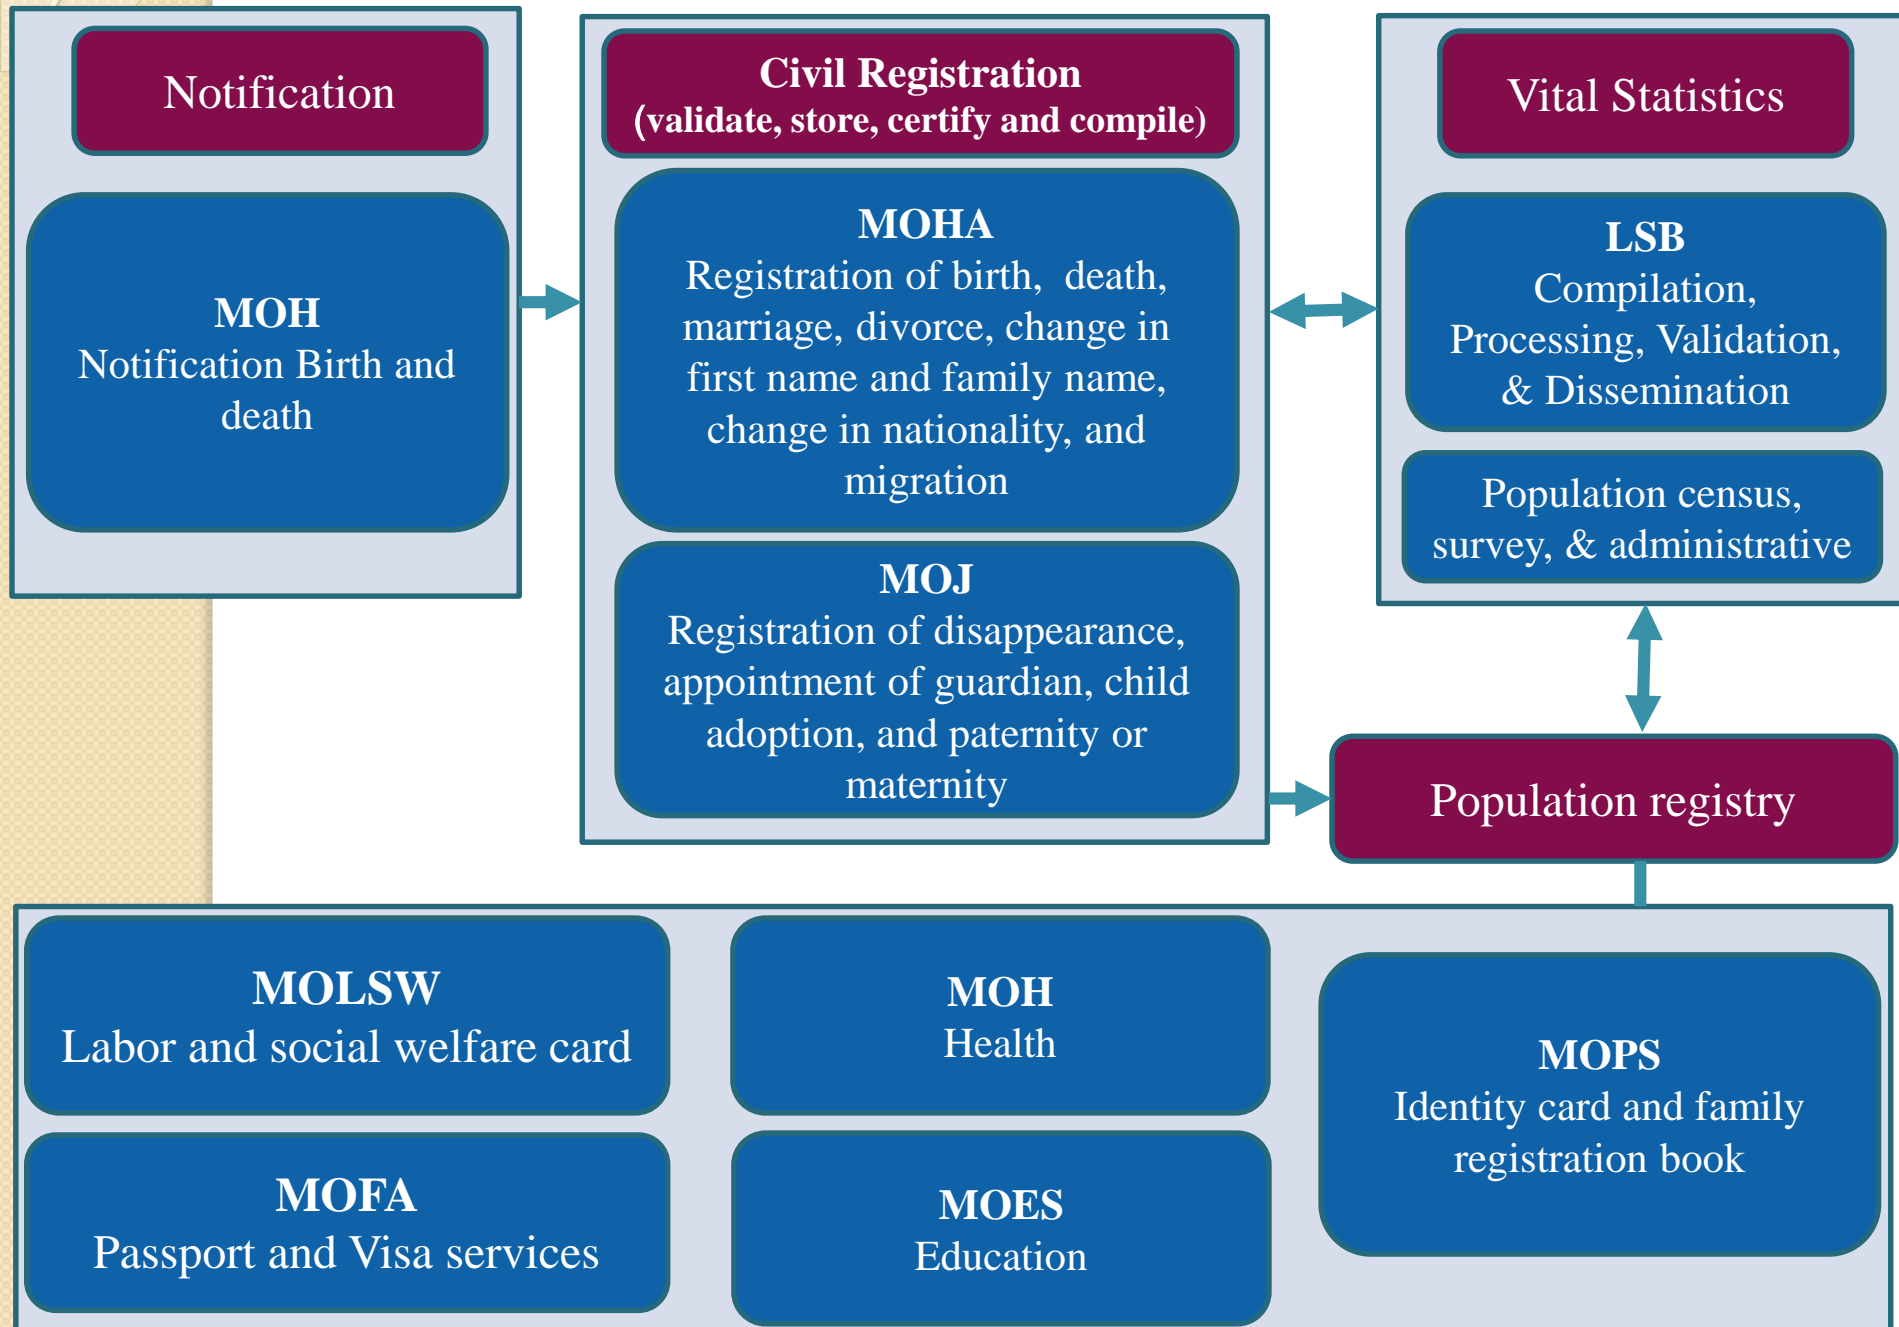 Notification
MOH
Notification Birth and
death
Civil Registration
(validate, store, certify and compile)
MOHA
Registration of birth, death,
marriage, divorce, change in
first name and family name,
change in nationality, and
migration
MOJ
Registration of disappearance,
appointment of guardian, child
adoption, and paternity or
maternity
Vital Statistics
LSB
Compilation,
Processing, Validation,
& Dissemination
Population census,
survey, & administrative
Population registry
MOLSW
Labor and social welfare card
MOFA
Passport and Visa services
MOH
Health
MOES
Education
MOPS
Identity card and family
registration book